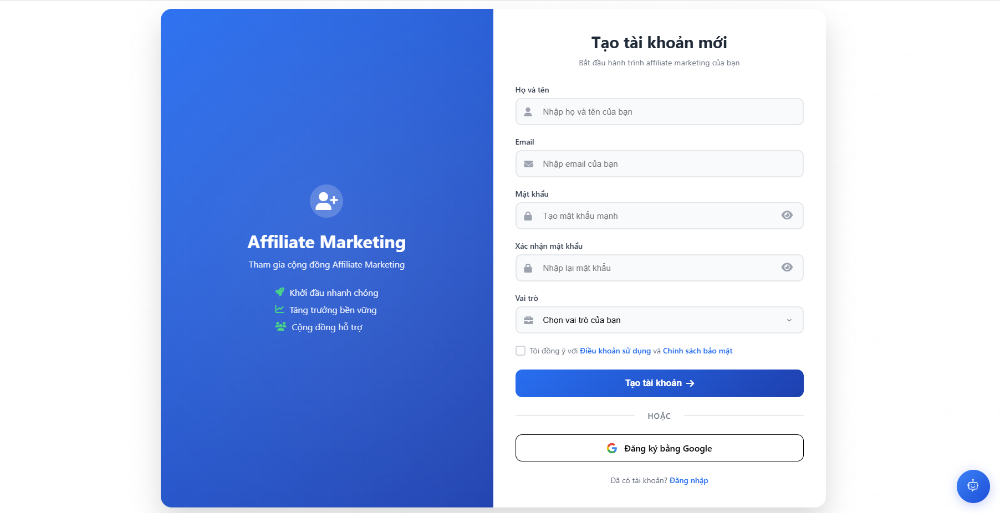 Affiliate Marketing
Tham gia cộng đồng Affiliate Marketing
Khởi đầu nhanh chóng
Tăng trưởng bền vững
Cộng đồng hỗ trợ
Tạo tài khoản mới
Bắt đầu hành trình affiliate marketing của bạn
Họ và tên
Nhập họ và tên của bạn
Email
Nhập email của bạn
Mật khẩu
Tạo mật khẩu mạnh
Xác nhận mật khẩu
Nhập lại mật khẩu
Vai trò
Chọn vai trò của bạn
Tôi đồng ý với Điều khoản sử dụng và Chính sách bảo mật
Tạo tài khoản →
HOẶC
Đăng ký bằng Google
Đã có tài khoản? Đăng nhập